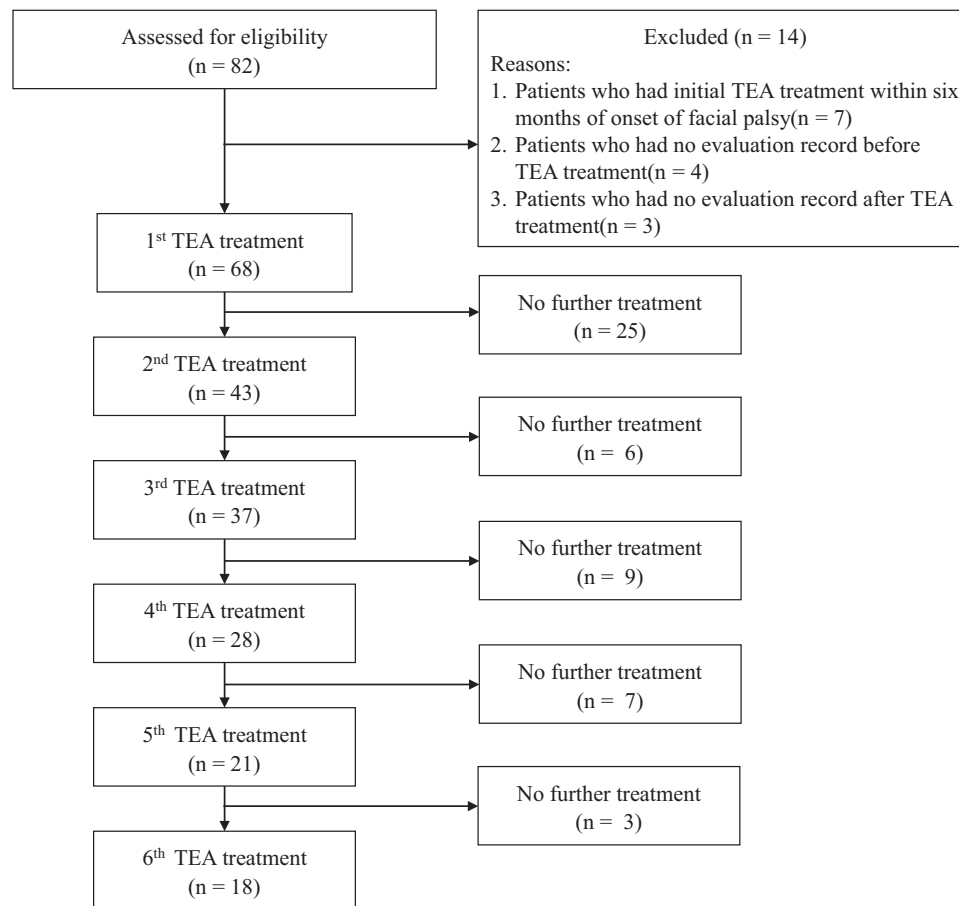 Assessed for eligibility
(n = 82)
Excluded (n = 14)
Reasons:
1. Patients who had initial TEA treatment within six
months of onset of facial palsy(n = 7)
2. Patients who had no evaluation record before
TEA treatment(n = 4)
3. Patients who had no evaluation record after TEA
treatment(n = 3)
1st TEA treatment
(n = 68)
No further treatment
(n = 25)
2nd TEA treatment
(n = 43)
No further treatment
(n = 6)
3rd TEA treatment
(n = 37)
No further treatment
(n = 9)
4th TEA treatment
(n = 28)
No further treatment
(n = 7)
5th TEA treatment
(n = 21)
No further treatment
(n = 3)
6th TEA treatment
(n = 18)